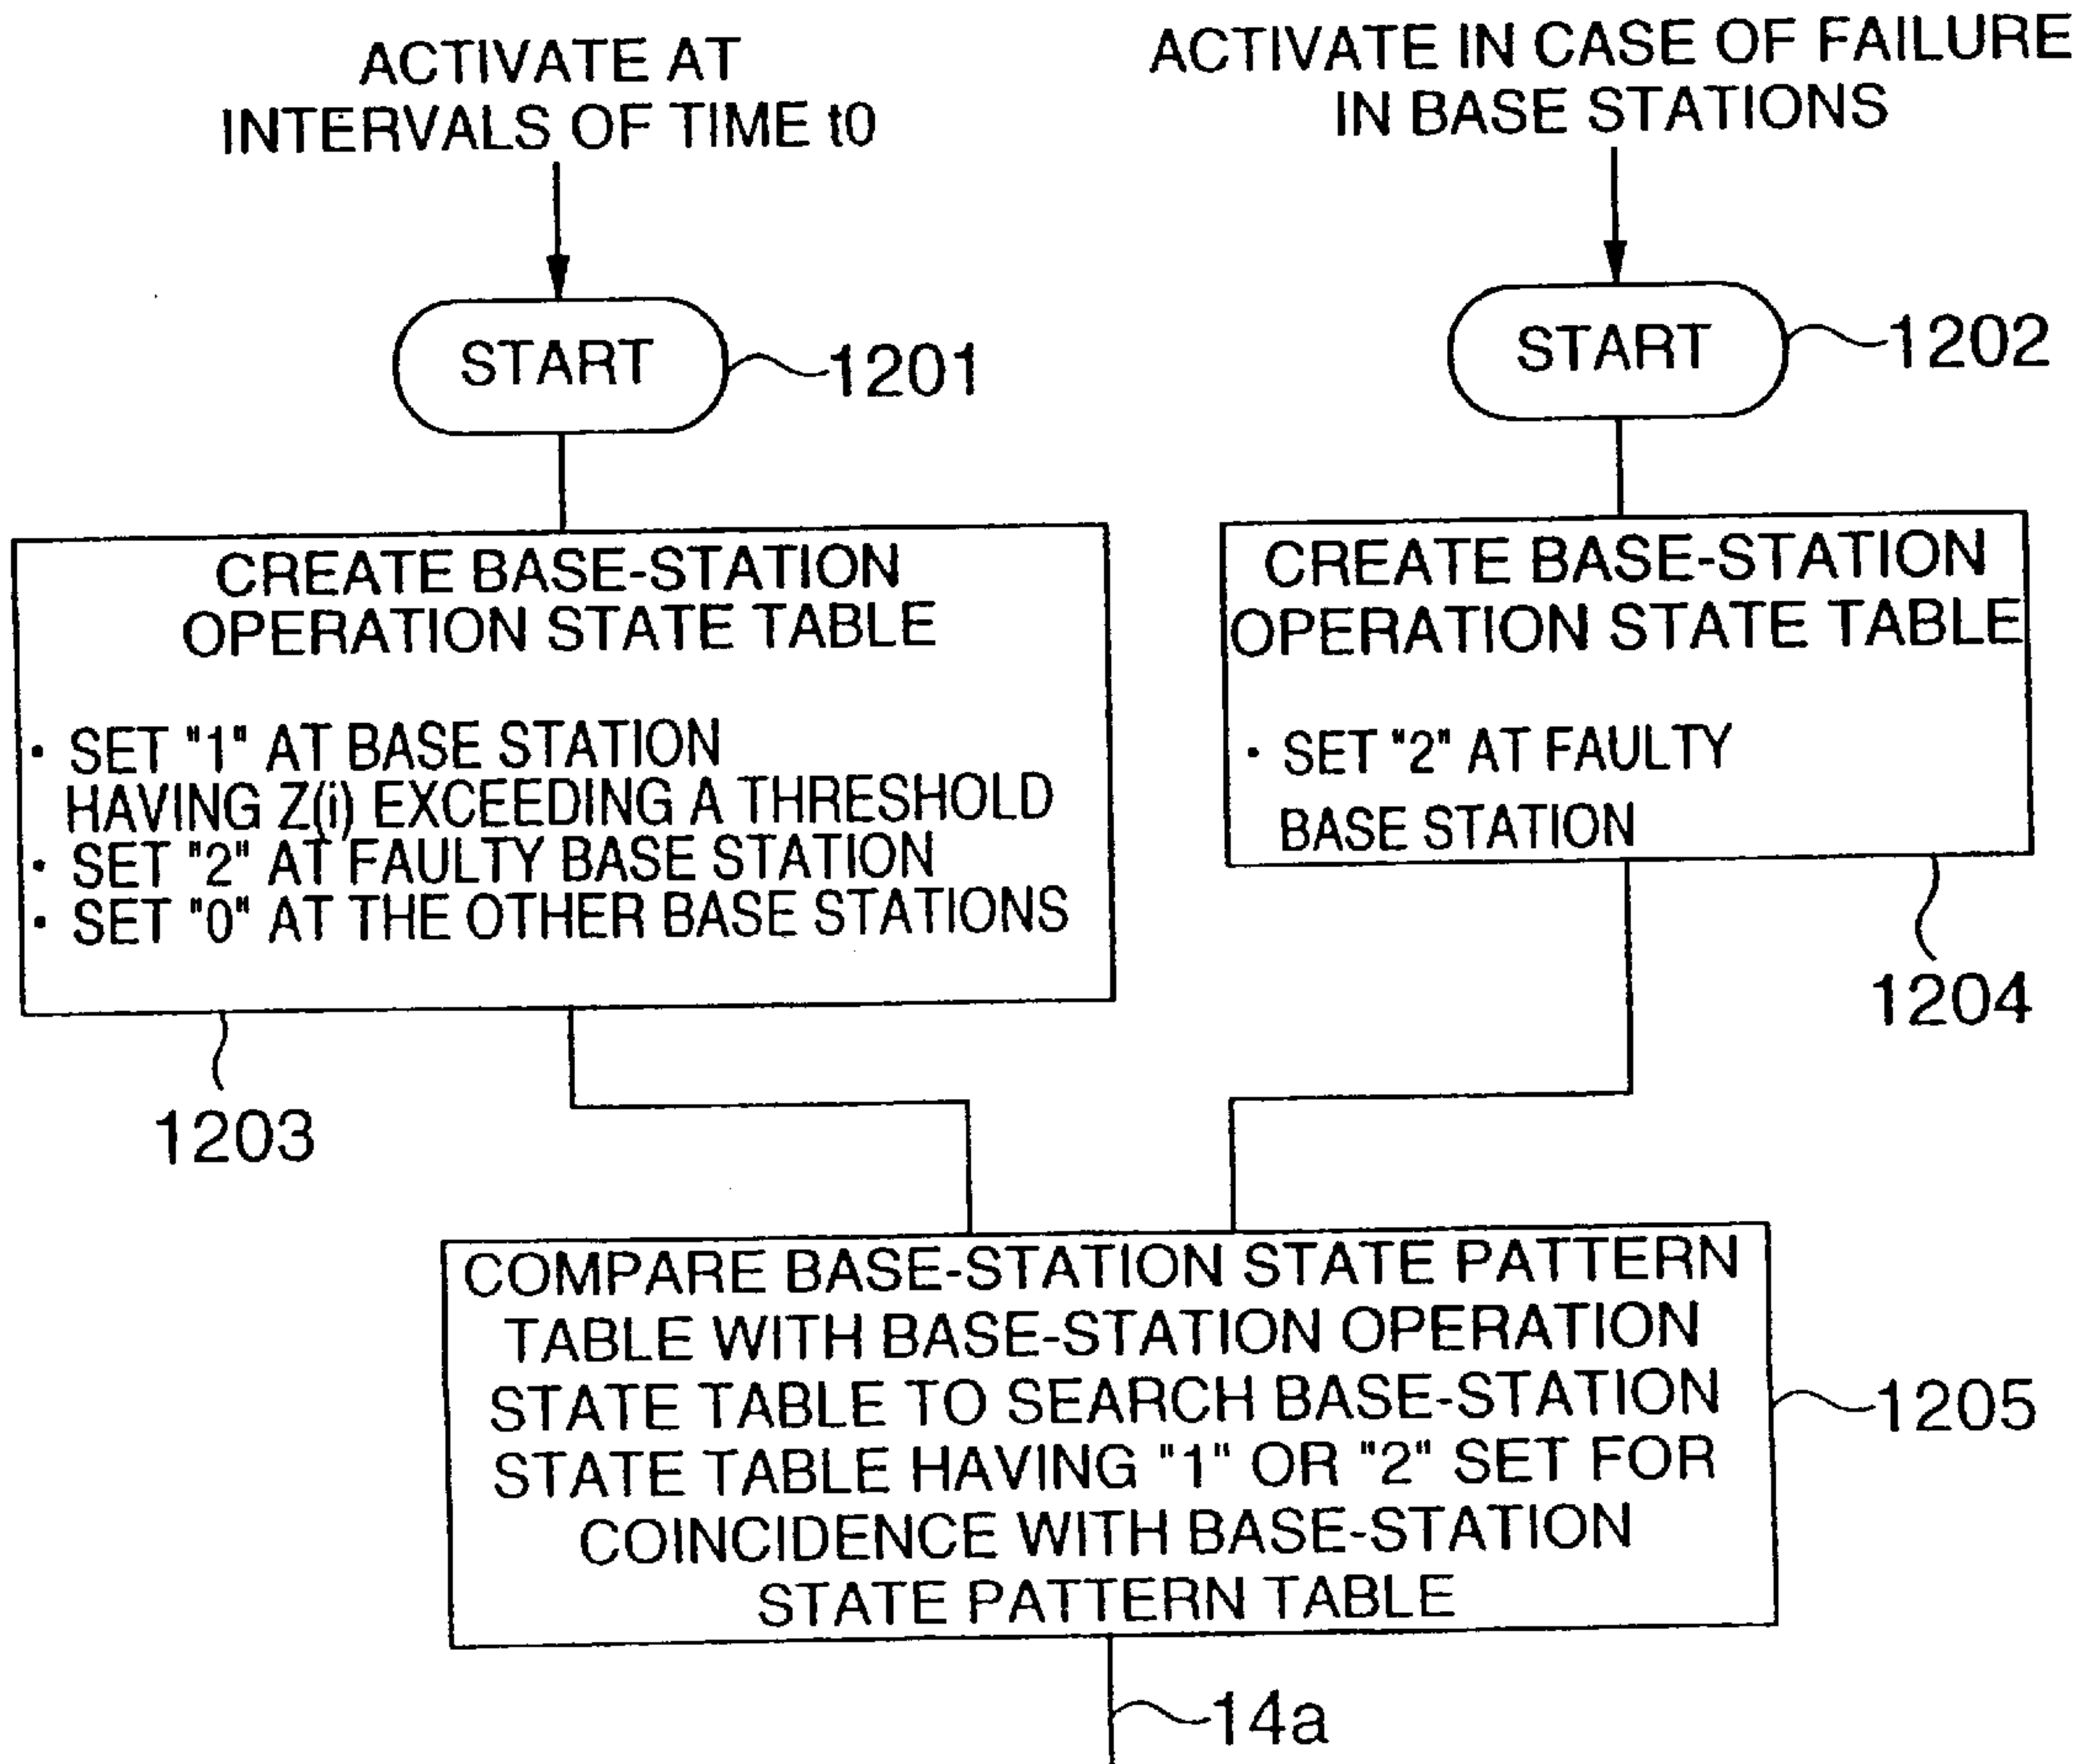 ACTIVATE AT
INTERVALS OF TIME t0
ACTIVATE IN CASE OF FAILURE
IN BASE STATIONS
START
1201
START
1202
CREATE BASE-STATION
OPERATION STATE TABLE
· SET "1" AT BASE STATION
HAVING Z(i) EXCEEDING A THRESHOLD
· SET "2" AT FAULTY BASE STATION
· SET "0" AT THE OTHER BASE STATIONS
1203
CREATE BASE-STATION
OPERATION STATE TABLE
· SET "2" AT FAULTY
BASE STATION
1204
COMPARE BASE-STATION STATE PATTERN
TABLE WITH BASE-STATION OPERATION
STATE TABLE TO SEARCH BASE-STATION
STATE TABLE HAVING "1" OR "2" SET FOR
COINCIDENCE WITH BASE-STATION
STATE PATTERN TABLE
1205
14a